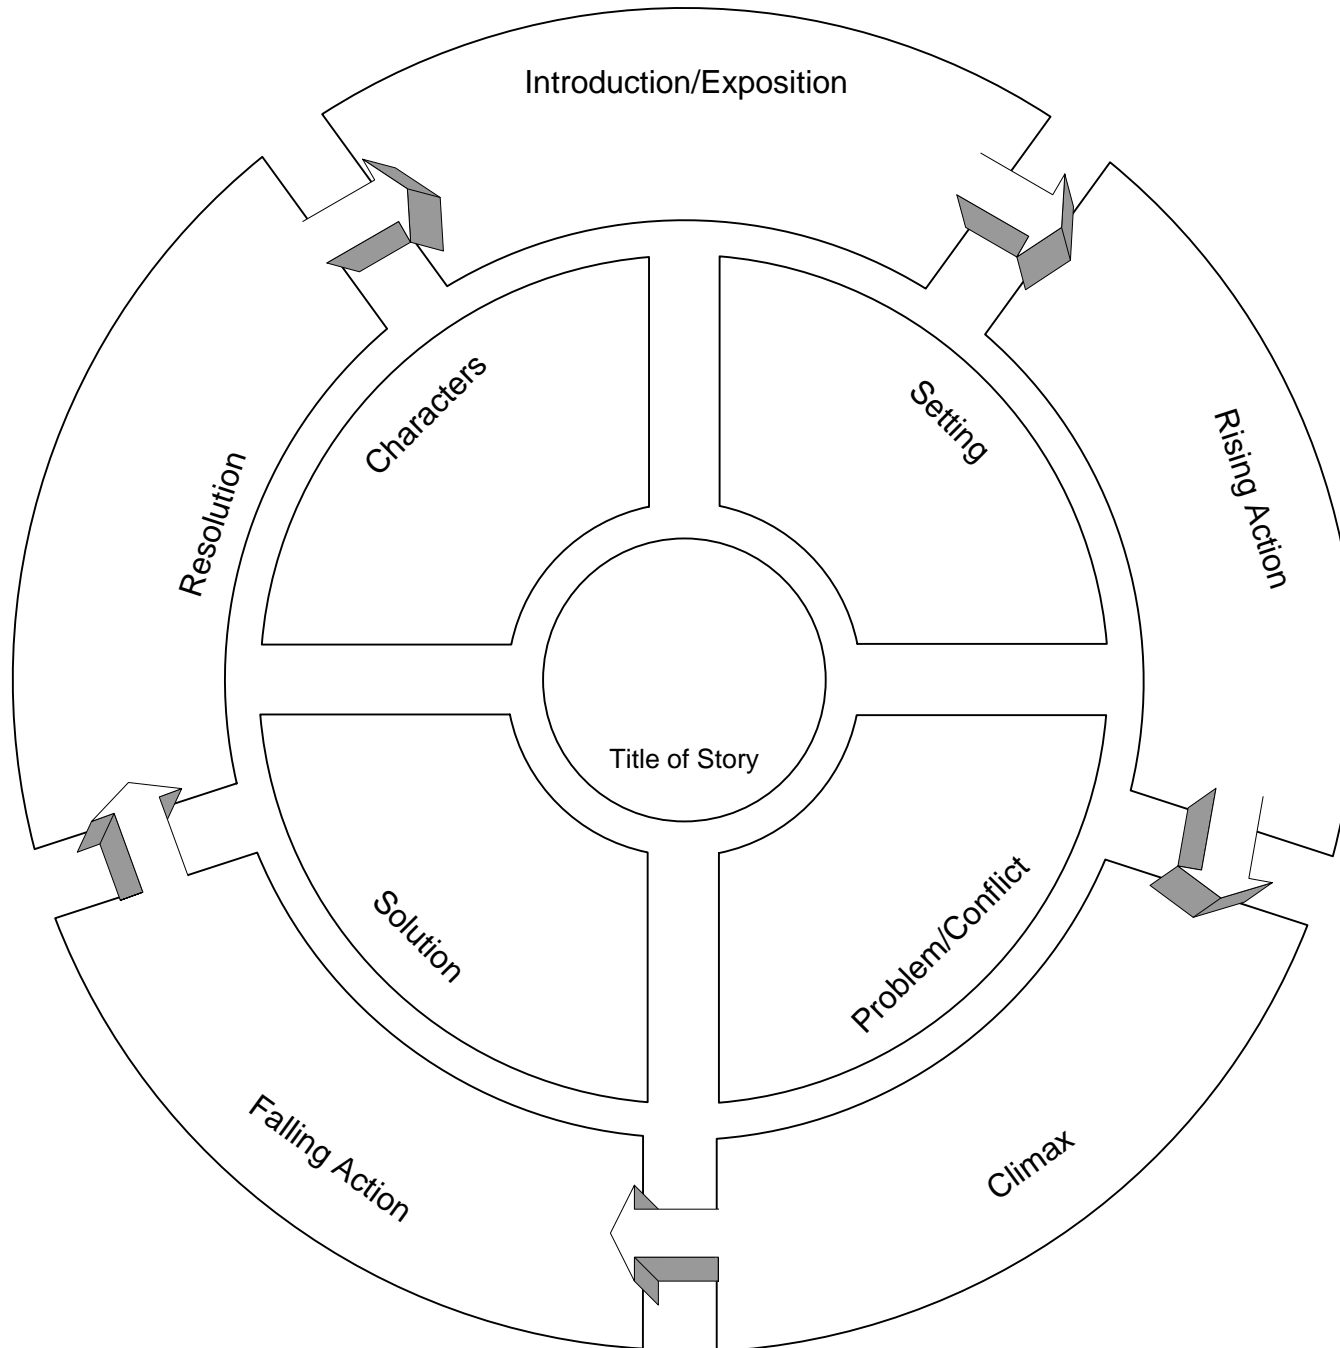 Introduction/Exposition
Rising Action
Climax
Falling Action
Resolution
Characters
Setting
Problem/Conflict
Solution
Title of Story